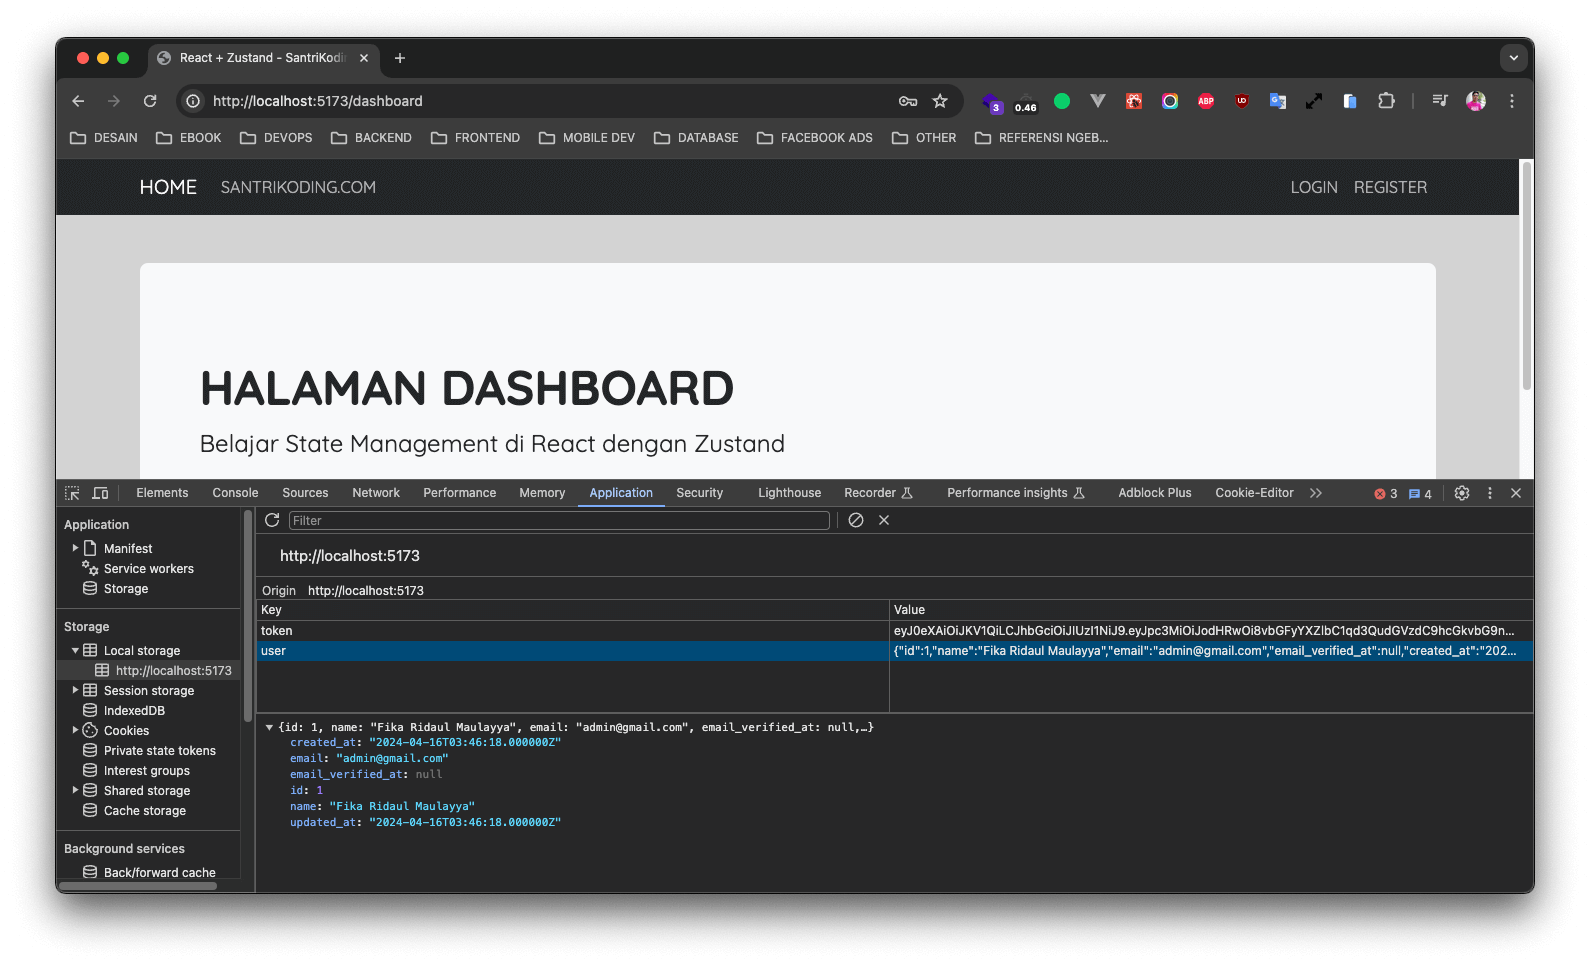 React + Zustand - SantriKodi
http://localhost:5173/dashboard
3
0.46
ABP
DESAIN EBOOK DEVOPS BACKEND FRONTEND MOBILE DEV DATABASE FACEBOOK ADS OTHER REFERENSI NGEB...
HOME SANTRIKODING.COM LOGIN REGISTER
HALAMAN DASHBOARD
Belajar State Management di React dengan Zustand
Elements Console Sources Network Performance Memory Application Security Lighthouse Recorder Performance insights Adblock Plus Cookie-Editor 3 4
Application
Manifest
Service workers
Storage
Storage
Local storage
http://localhost:5173
Session storage
IndexedDB
Cookies
Private state tokens
Interest groups
Shared storage
Cache storage
Background services
Back/forward cache
Filter
http://localhost:5173
Origin http://localhost:5173
Key Value
token eyJ0eXAiOiJKV1QiLCJhbGciOiJIUzI1NiJ9.eyJpc3MiOiJodHRwOi8vbGFyYXZlbC1qd3QudGVzdC9hcGkvbG9n...
user {"id":1,"name":"Fika Ridaul Maulayya","email":"admin@gmail.com","email_verified_at":null,"created_at":"202...
{id: 1, name: "Fika Ridaul Maulayya", email: "admin@gmail.com", email_verified_at: null,…}
created_at: "2024-04-16T03:46:18.000000Z"
email: "admin@gmail.com"
email_verified_at: null
id: 1
name: "Fika Ridaul Maulayya"
updated_at: "2024-04-16T03:46:18.000000Z"